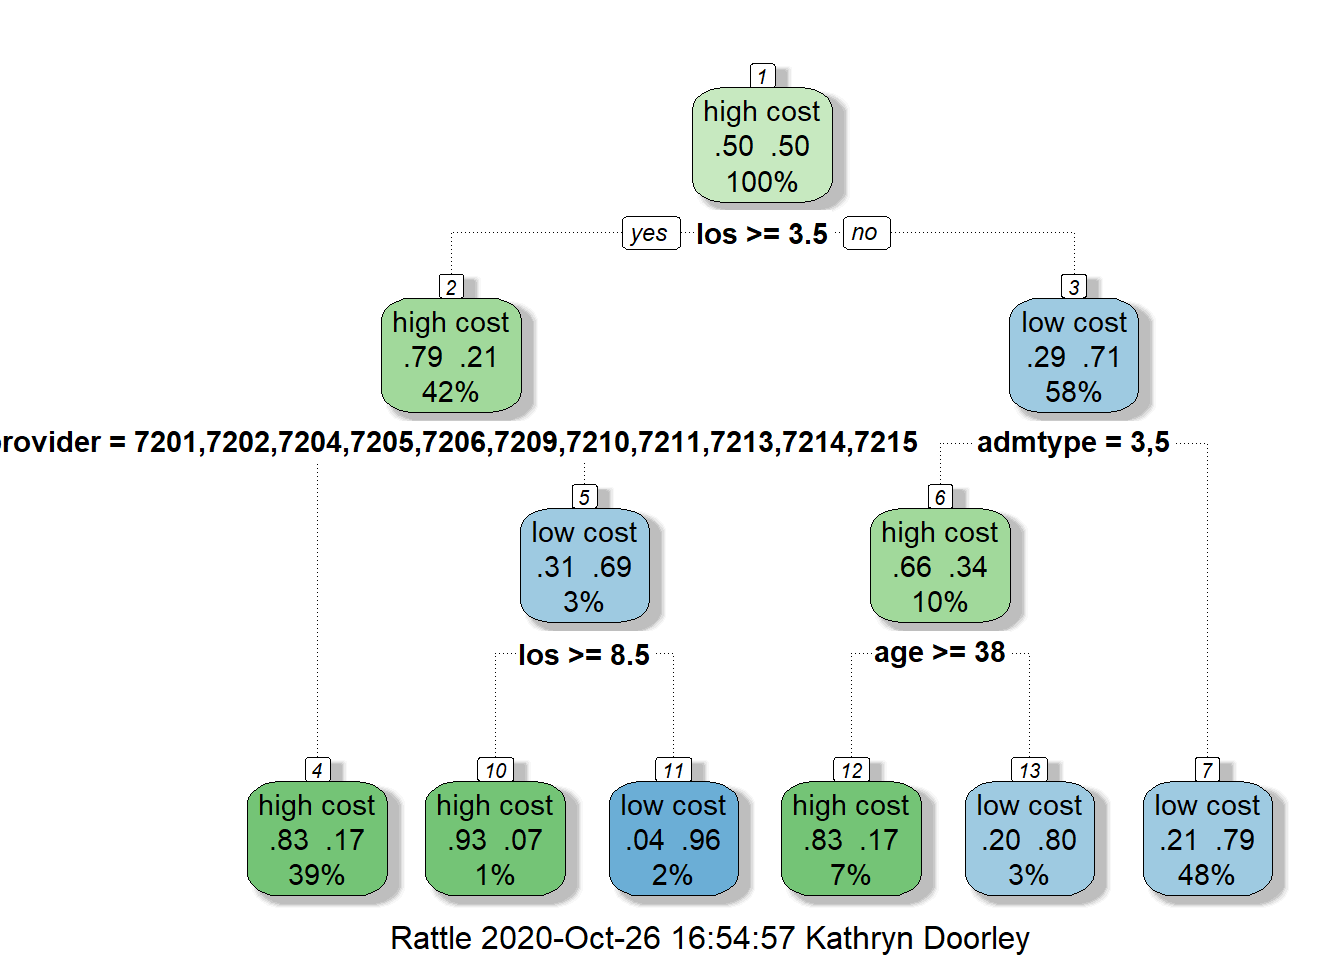 1
high cost
.50 .50
100%
yes los >= 3.5 no
2
high cost
.79 .21
42%
3
low cost
.29 .71
58%
= 7201,7202,7204,7205,7206,7209,7210,7211,7213,7214,7215
admtype = 3,5
5
low cost
.31 .69
3%
6
high cost
.66 .34
10%
los >= 8.5
age >= 38
4
high cost
.83 .17
39%
10
high cost
.93 .07
1%
11
low cost
.04 .96
2%
12
high cost
.83 .17
7%
13
low cost
.20 .80
3%
7
low cost
.21 .79
48%
Rattle 2020-Oct-26 16:54:57 Kathryn Doorley